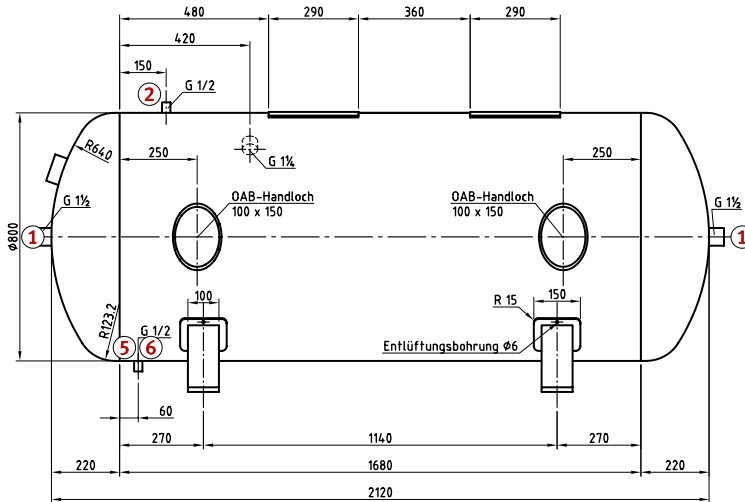 480
290
360
290
420
150
2
G 1/2
R640
250
250
G 1¼
G 1½
OAB-Handloch
100 x 150
OAB-Handloch
100 x 150
G 1½
1
1
ϕ800
100
R 15
150
R123.2
G 1/2
5
6
Entlüftungsbohrung ϕ6
60
270
1140
270
220
1680
220
2120